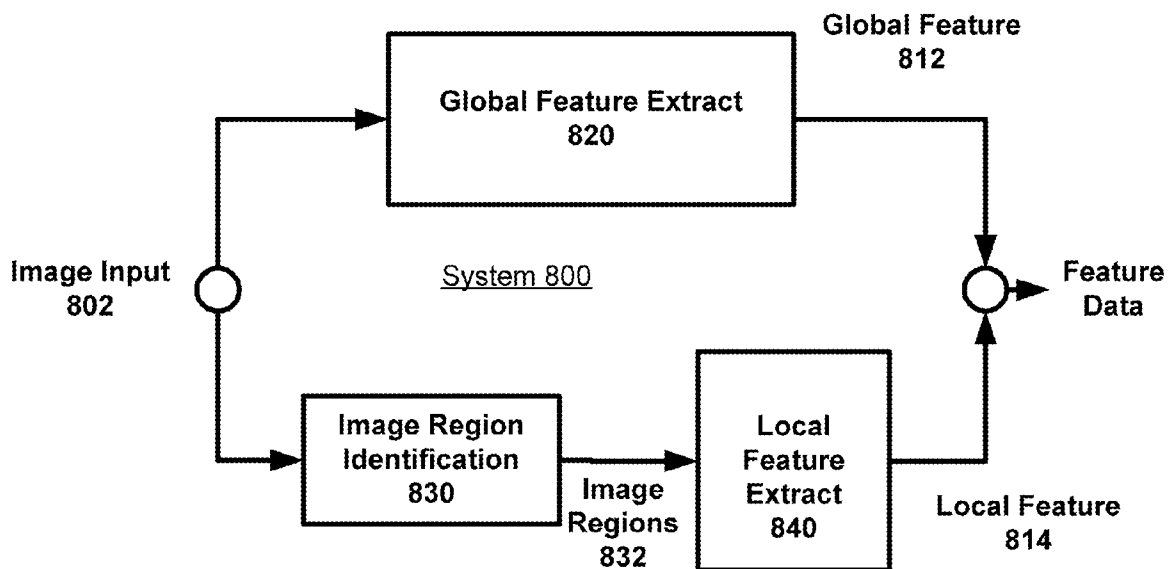 Global Feature
812
Global Feature Extract
820
Image Input
802
System 800
Feature
Data
Image Region
Identification
830
Image
Regions
832
Local
Feature
Extract
840
Local Feature
814